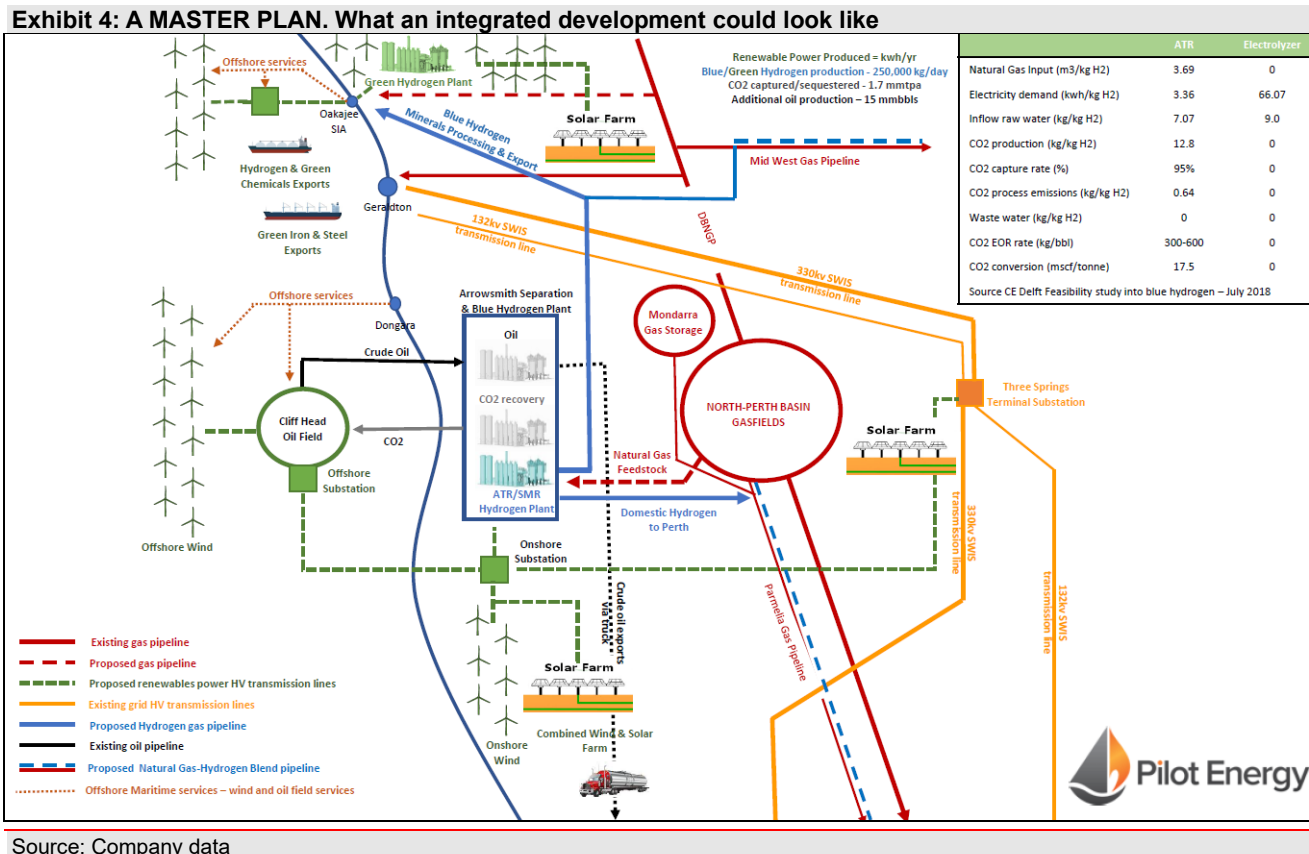 Exhibit 4: A MASTER PLAN. What an integrated development could look like
Offshore services
Green Hydrogen Plant
Oakajee
SIA
Hydrogen & Green
Chemicals Exports
Green Iron & Steel
Exports
Geraldton
Blue Hydrogen
Minerals Processing & Export
Solar Farm
Renewable Power Produced = kwh/yr
Blue/Green Hydrogen production - 250,000 kg/day
CO2 captured/sequestered - 1.7 mmtpa
Additional oil production – 15 mmbbls
Mid West Gas Pipeline
DBNGP
132kv SWIS
transmission line
330kv SWIS
transmission line
ATR Electrolyzer
Natural Gas Input (m3/kg H2) 3.69 0
Electricity demand (kwh/kg H2) 3.36 66.07
Inflow raw water (kg/kg H2) 7.07 9.0
CO2 production (kg/kg H2) 12.8 0
CO2 capture rate (%) 95% 0
CO2 process emissions (kg/kg H2) 0.64 0
Waste water (kg/kg H2) 0 0
CO2 EOR rate (kg/bbl) 300-600 0
CO2 conversion (mscf/tonne) 17.5 0
Source CE Delft Feasibility study into blue hydrogen – July 2018
Offshore services
Dongara
Crude Oil
Cliff Head
Oil Field
CO2
Offshore
Substation
Offshore Wind
Arrowsmith Separation
& Blue Hydrogen Plant
Oil
CO2 recovery
ATR/SMR
Hydrogen Plant
Mondarra
Gas Storage
NORTH-PERTH BASIN
GASFIELDS
Natural Gas
Feedstock
Domestic Hydrogen
to Perth
Solar Farm
Three Springs
Terminal Substation
330kv SWIS
transmission line
132kv SWIS
transmission line
Onshore
Substation
Crude oil exports
via truck
Parmelia Gas Pipeline
Solar Farm
Combined Wind & Solar
Farm
Onshore
Wind
Existing gas pipeline
Proposed gas pipeline
Proposed renewables power HV transmission lines
Existing grid HV transmission lines
Proposed Hydrogen gas pipeline
Existing oil pipeline
Proposed Natural Gas-Hydrogen Blend pipeline
Offshore Maritime services – wind and oil field services
Pilot Energy
Source: Company data